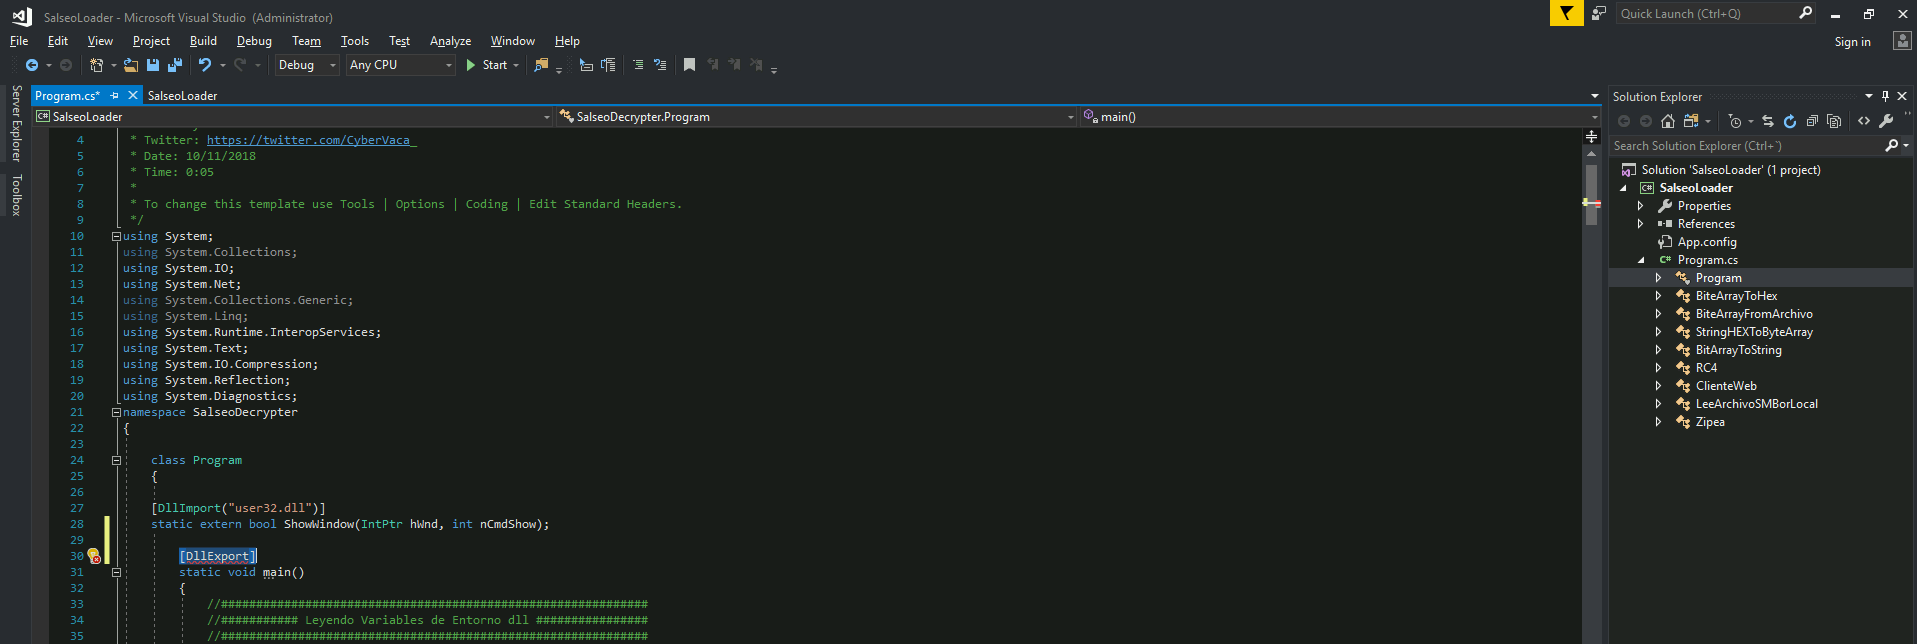 SalseoLoader - Microsoft Visual Studio (Administrator)
Quick Launch (Ctrl+Q)
File Edit View Project Build Debug Team Tools Test Analyze Window Help
Sign in
Debug Any CPU Start
Server Explorer
Toolbox
Program.cs* SalseoLoader
SalseoLoader SalseoDecrypter.Program main()
4 * Twitter: https://twitter.com/CyberVaca_
5 * Date: 10/11/2018
6 * Time: 0:05
7 *
8 * To change this template use Tools | Options | Coding | Edit Standard Headers.
9 */
10 using System;
11 using System.Collections;
12 using System.IO;
13 using System.Net;
14 using System.Collections.Generic;
15 using System.Linq;
16 using System.Runtime.InteropServices;
17 using System.Text;
18 using System.IO.Compression;
19 using System.Reflection;
20 using System.Diagnostics;
21 namespace SalseoDecrypter
22 {
23
24 class Program
25 {
26
27 [DllImport("user32.dll")]
28 static extern bool ShowWindow(IntPtr hWnd, int nCmdShow);
29
30 [DllExport]
31 static void main()
32 {
33 //#############################################################
34 //########### Leyendo Variables de Entorno dll ################
35 //#############################################################
Solution Explorer
Search Solution Explorer (Ctrl+`)
Solution 'SalseoLoader' (1 project)
C# SalseoLoader
Properties
References
App.config
C# Program.cs
Program
BiteArrayToHex
BiteArrayFromArchivo
StringHEXToByteArray
BitArrayToString
RC4
ClienteWeb
LeeArchivoSMBorLocal
Zipea